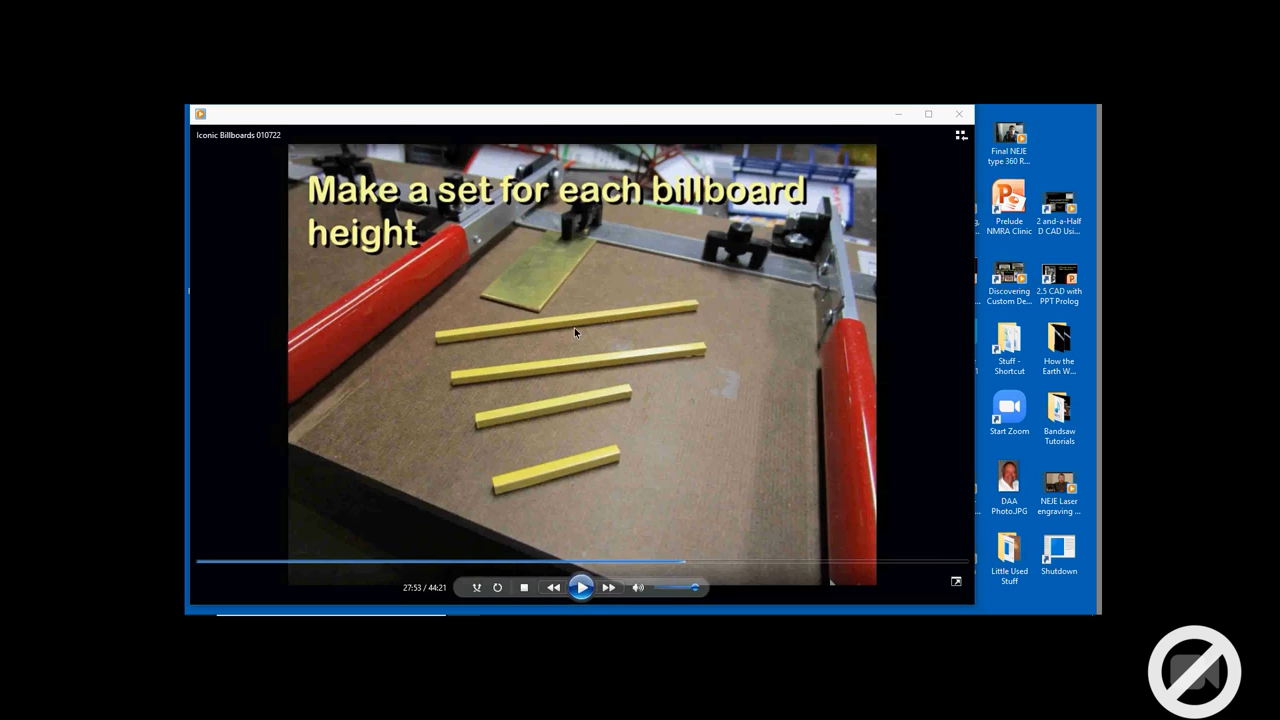 Iconic Billboards 010722
Make a set for each billboard
height
27:53 / 44:21
Final NEJE
type 360 R...
Prelude
NMRA Clinic
2 and-a-Half
D CAD Usi...
Discovering
Custom De...
2.5 CAD with
PPT Prolog
Stuff -
Shortcut
How the
Earth W...
Start Zoom
Bandsaw
Tutorials
DAA
Photo.JPG
NEJE Laser
engraving ...
Little Used
Stuff
Shutdown